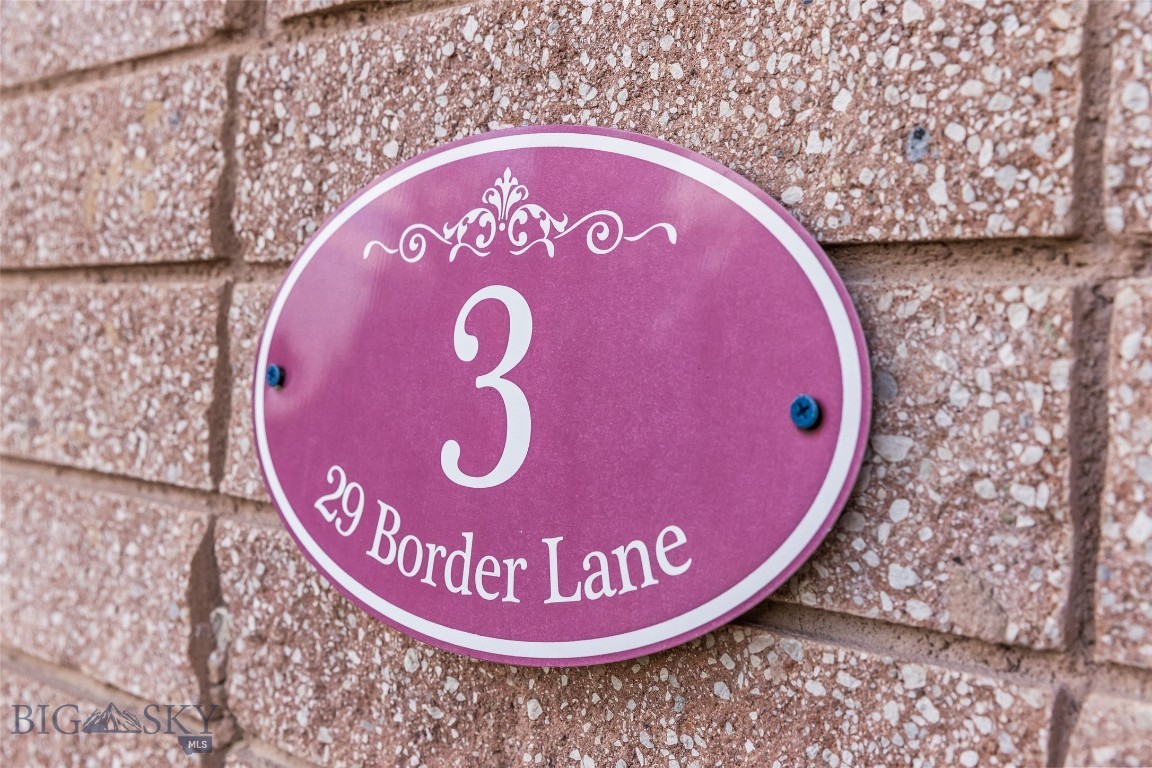 3
29 Border Lane
BIG SKY
MLS